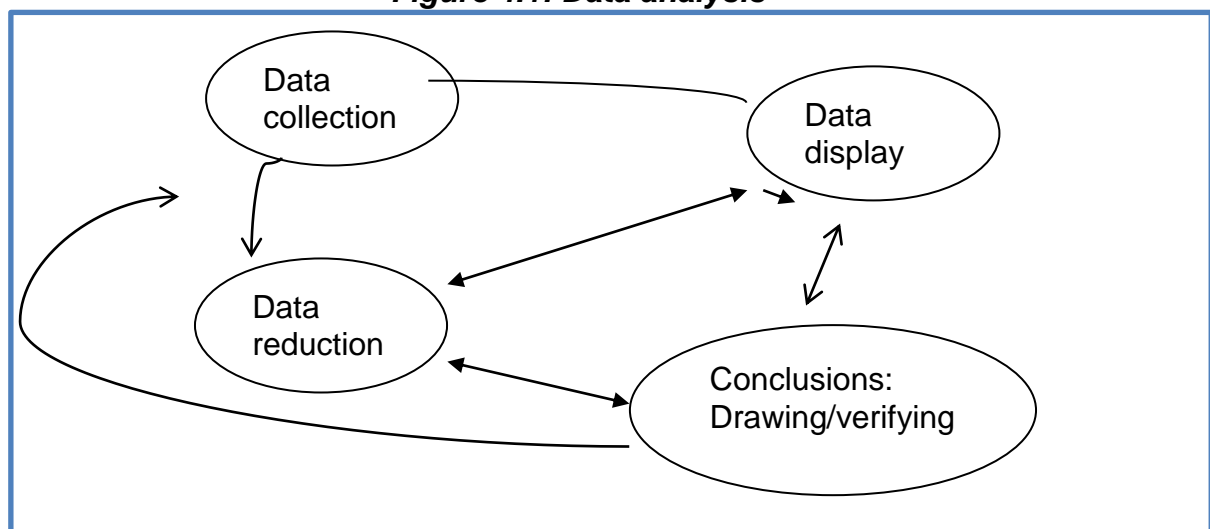 Data analysis
Data
collection
Data
display
Data
reduction
Conclusions:
Drawing/verifying